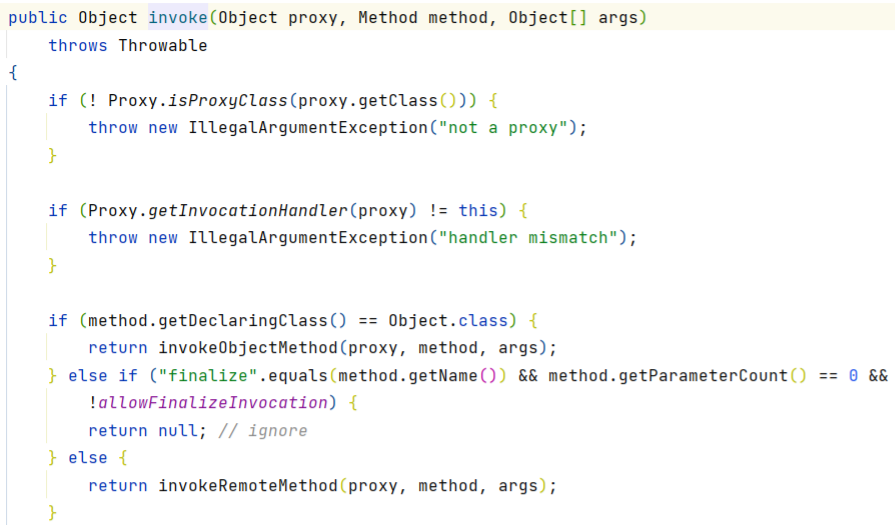 public Object invoke(Object proxy, Method method, Object[] args)
    throws Throwable
{
    if (! Proxy.isProxyClass(proxy.getClass())) {
        throw new IllegalArgumentException("not a proxy");
    }

    if (Proxy.getInvocationHandler(proxy) != this) {
        throw new IllegalArgumentException("handler mismatch");
    }

    if (method.getDeclaringClass() == Object.class) {
        return invokeObjectMethod(proxy, method, args);
    } else if ("finalize".equals(method.getName()) && method.getParameterCount() == 0 &&
        !allowFinalizeInvocation) {
        return null; // ignore
    } else {
        return invokeRemoteMethod(proxy, method, args);
    }